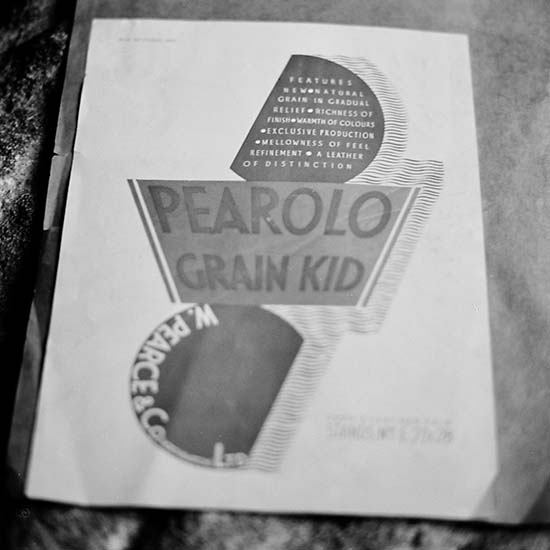 FEATURES
NEW•NATURAL
GRAIN IN GRADUAL
RELIEF•RICHNESS OF
FINISH•WARMTH OF COLOURS
•EXCLUSIVE PRODUCTION
•MELLOWNESS OF FEEL
REFINEMENT • A LEATHER
OF DISTINCTION
PEAROLO
GRAIN KID
W. PEARCE & Co LTD